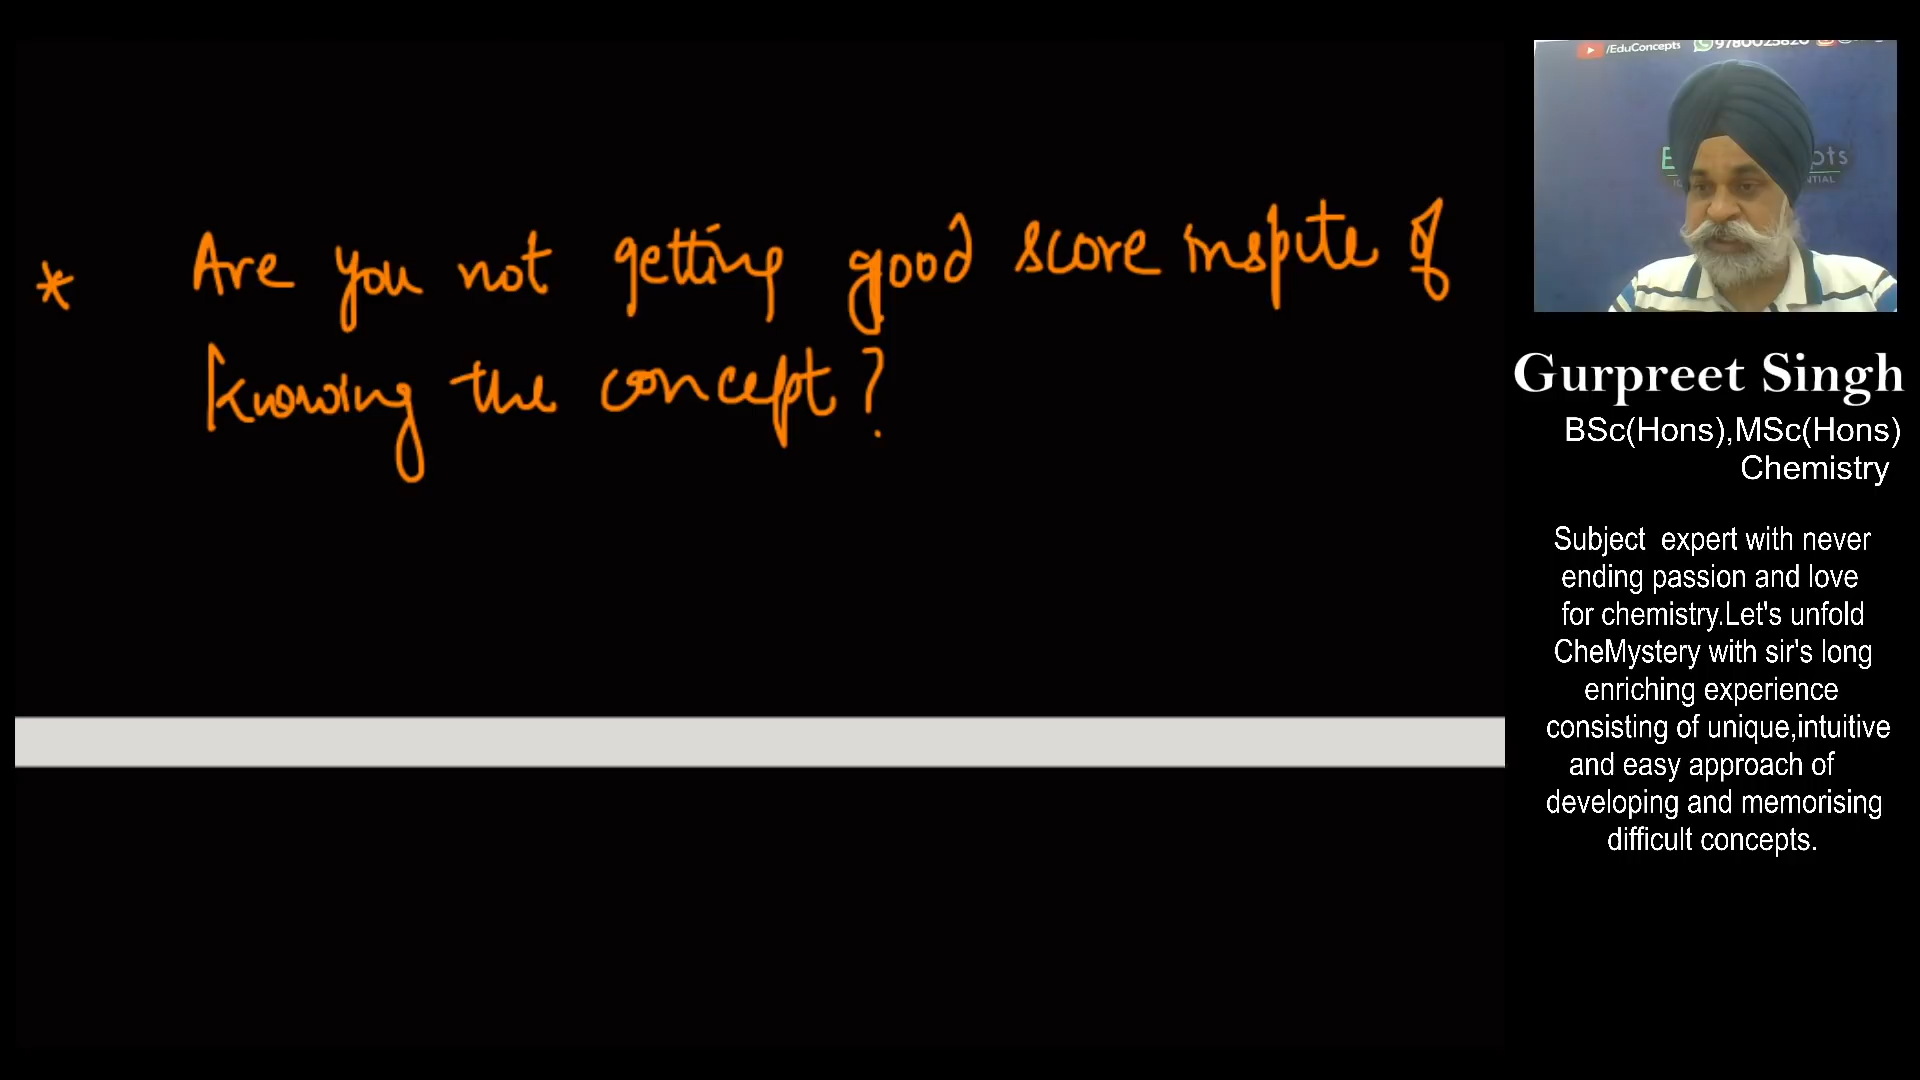 * Are you not getting good score inspite of
knowing the concept?
/EduConcepts 9780025820
Gurpreet Singh
BSc(Hons),MSc(Hons)
Chemistry
Subject expert with never
ending passion and love
for chemistry.Let's unfold
CheMystery with sir's long
enriching experience
consisting of unique,intuitive
and easy approach of
developing and memorising
difficult concepts.